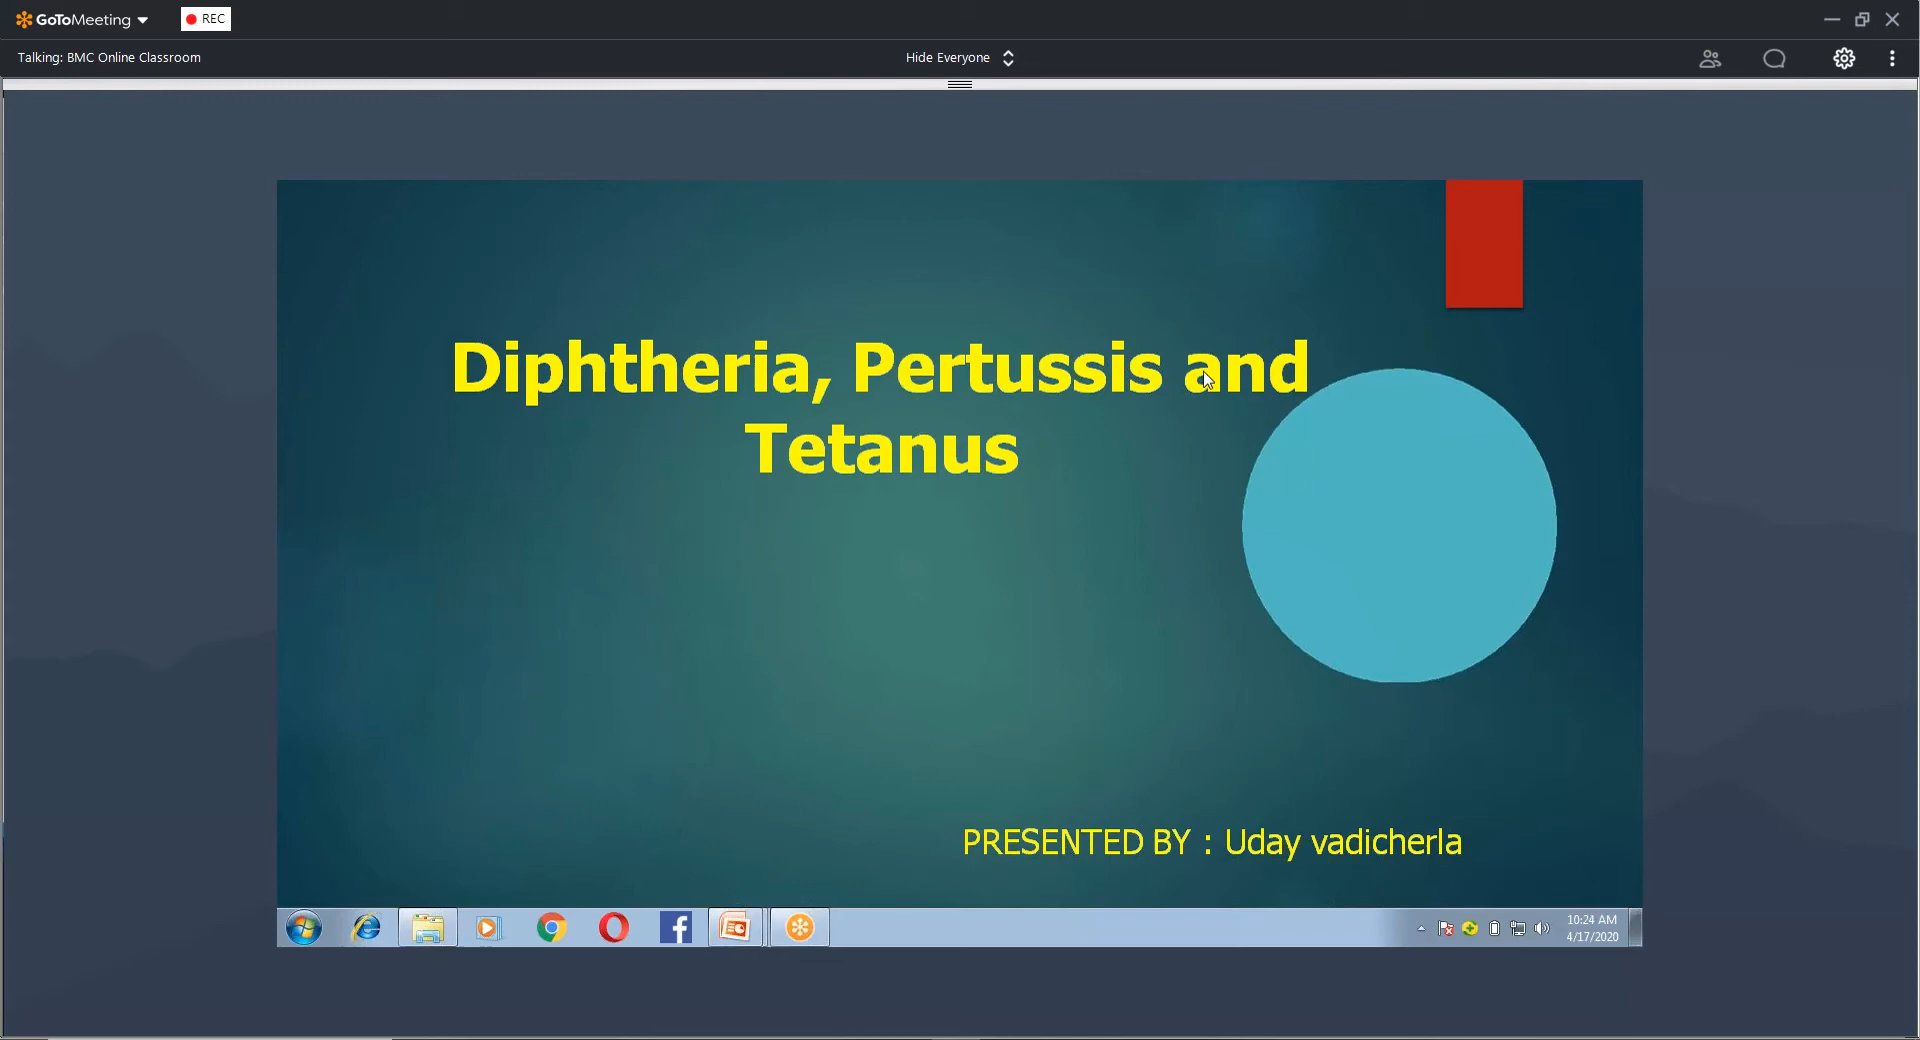 GoToMeeting
REC
Talking: BMC Online Classroom
Hide Everyone
Diphtheria, Pertussis and
Tetanus
PRESENTED BY : Uday vadicherla
10:24 AM
4/17/2020